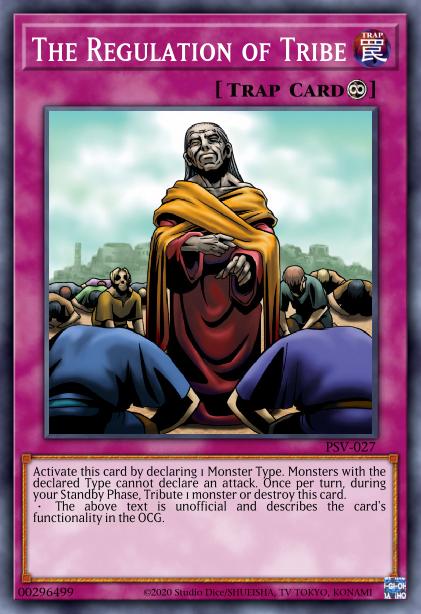 THE REGULATION OF TRIBE
TRAP
罠
[TRAP CARD]
PSV-027
Activate this card by declaring 1 Monster Type. Monsters with the
declared Type cannot declare an attack. Once per turn, during
your Standby Phase, Tribute 1 monster or destroy this card.
· The above text is unofficial and describes the card's
functionality in the OCG.
00296499
©2020 Studio Dice/SHUEISHA, TV TOKYO, KONAMI